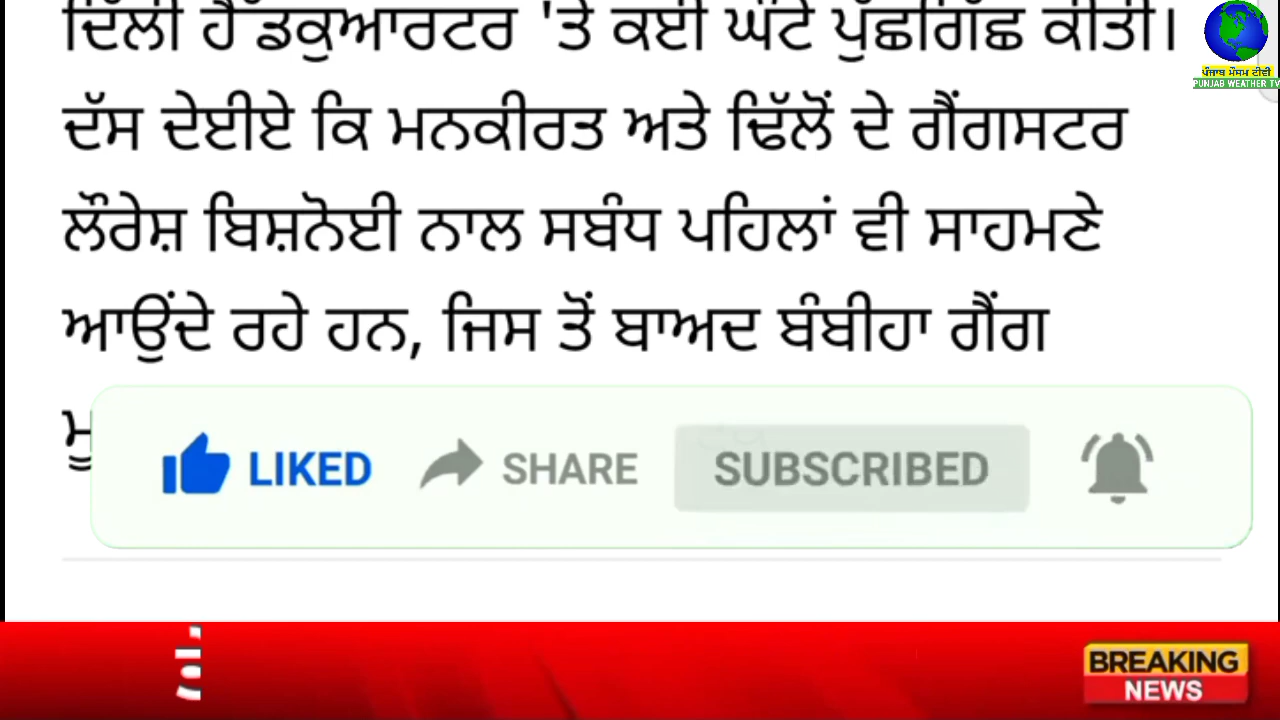 ਦਿੱਲੀ ਹੈੱਡਕੁਆਰਟਰ 'ਤੇ ਕਈ ਘੰਟੇ ਪੁੱਛਗਿੱਛ ਕੀਤੀ।
ਪੰਜਾਬ ਮੌਸਮ ਟੀਵੀ
PUNJAB WEATHER TV
ਦੱਸ ਦੇਈਏ ਕਿ ਮਨਕੀਰਤ ਅਤੇ ਢਿੱਲੋਂ ਦੇ ਗੈਂਗਸਟਰ
ਲੌਰੇਸ਼ ਬਿਸ਼ਨੋਈ ਨਾਲ ਸਬੰਧ ਪਹਿਲਾਂ ਵੀ ਸਾਹਮਣੇ
ਆਉਂਦੇ ਰਹੇ ਹਨ, ਜਿਸ ਤੋਂ ਬਾਅਦ ਬੰਬੀਹਾ ਗੈਂਗ
LIKED SHARE SUBSCRIBED
BREAKING
NEWS